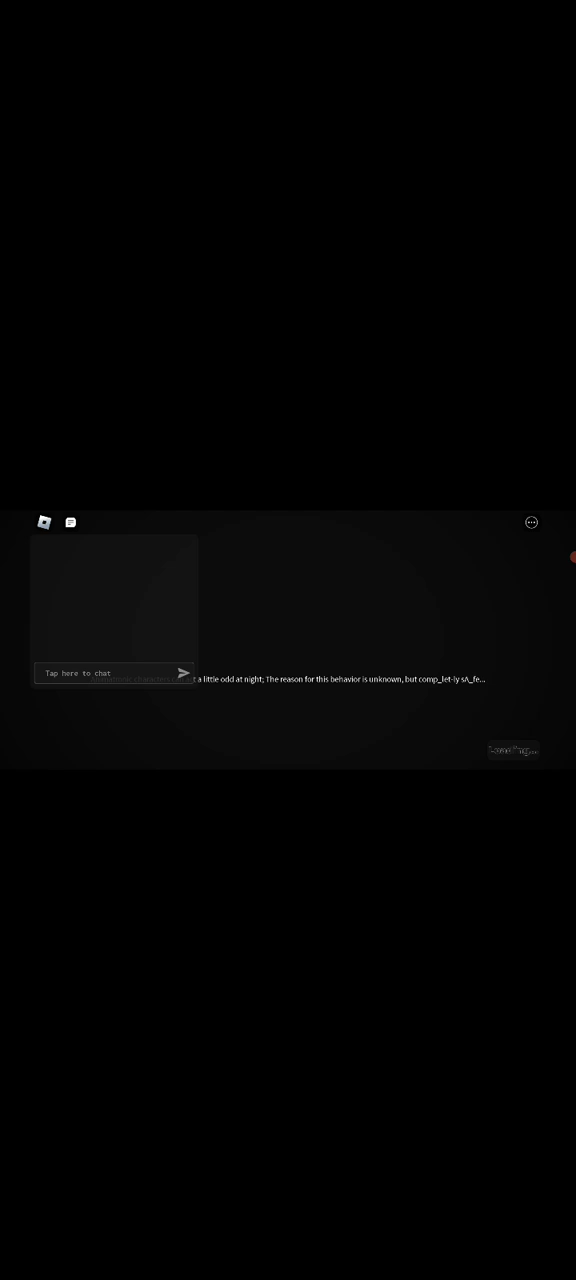 Tap here to chat
t a little odd at night; The reason for this behavior is unknown, but comp_let-ly sA_fe...